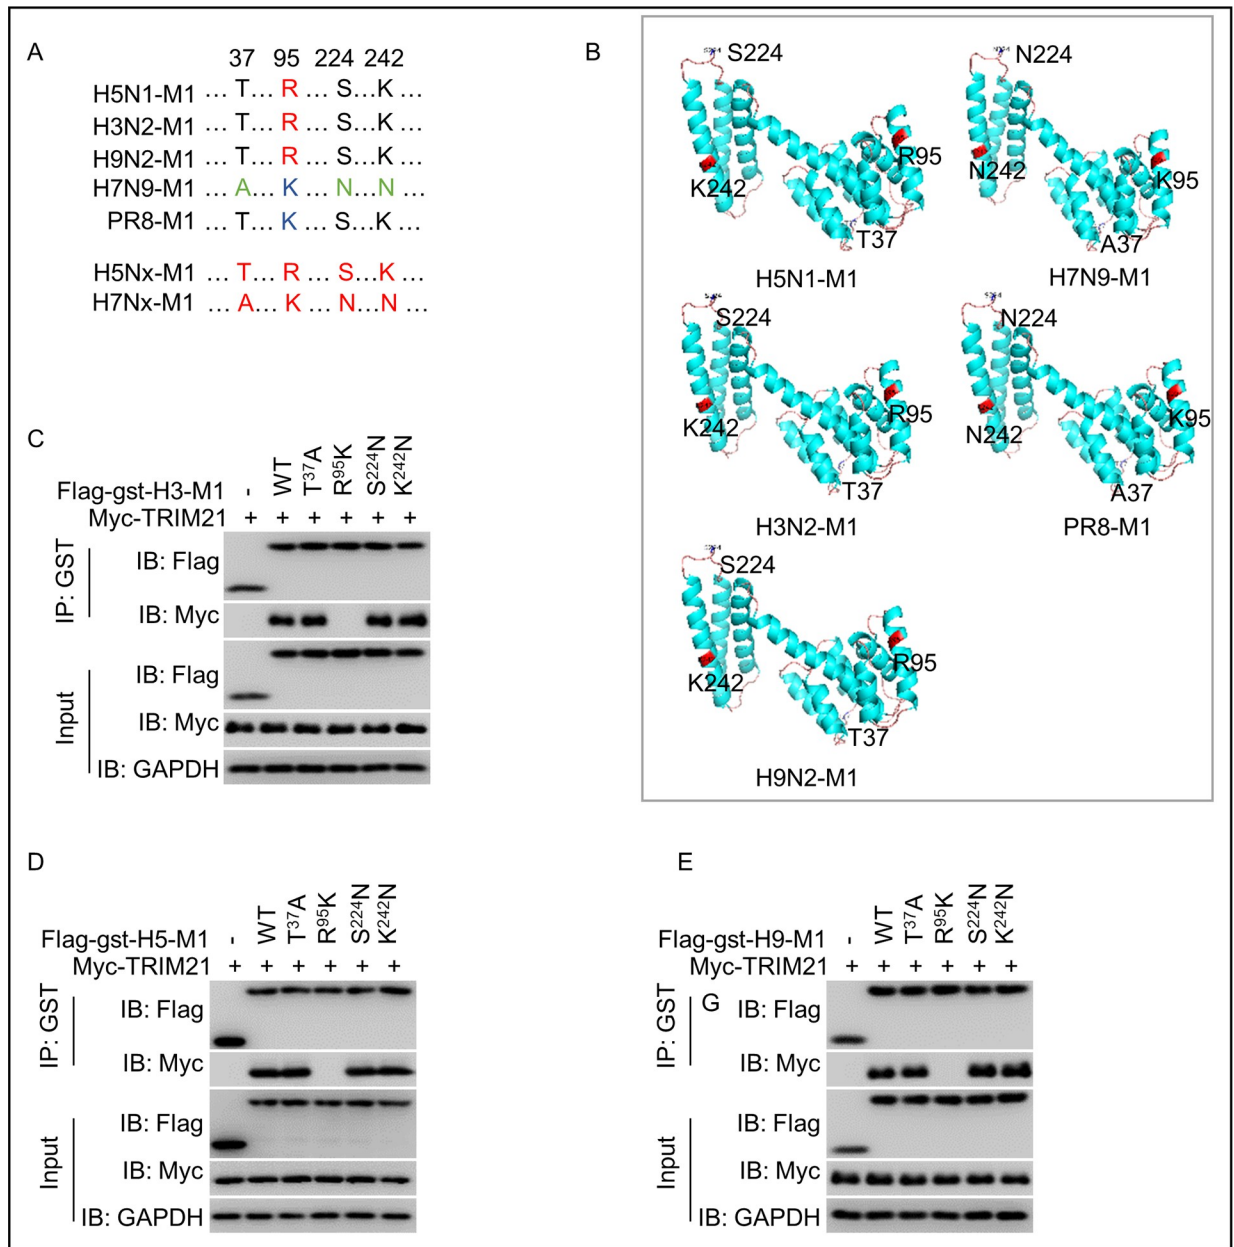 A
37 95 224 242
H5N1-M1 ... T... R ... S...K ...
H3N2-M1 ... T... R ... S...K ...
H9N2-M1 ... T... R ... S...K ...
H7N9-M1 ... A... K ... N...N ...
PR8-M1 ... T... K ... S...K ...
H5Nx-M1 ... T... R ... S...K ...
H7Nx-M1 ... A... K ... N...N ...
B
S224
R95
K242
T37
H5N1-M1
N224
K95
N242
A37
H7N9-M1
S224
R95
K242
T37
H3N2-M1
N224
K95
N242
A37
PR8-M1
S224
R95
K242
T37
H9N2-M1
C
Flag-gst-H3-M1 - WT T³⁷A R⁹⁵K S²²⁴N K²⁴²N
Myc-TRIM21 + + + + + +
IP: GST
IB: Flag
IB: Myc
Input
IB: Flag
IB: Myc
IB: GAPDH
D
Flag-gst-H5-M1 - WT T³⁷A R⁹⁵K S²²⁴N K²⁴²N
Myc-TRIM21 + + + + + +
IP: GST
IB: Flag
IB: Myc
Input
IB: Flag
IB: Myc
IB: GAPDH
E
Flag-gst-H9-M1 - WT T³⁷A R⁹⁵K S²²⁴N K²⁴²N
Myc-TRIM21 + + + + + +
IP: GST
G
IB: Flag
IB: Myc
Input
IB: Flag
IB: Myc
IB: GAPDH